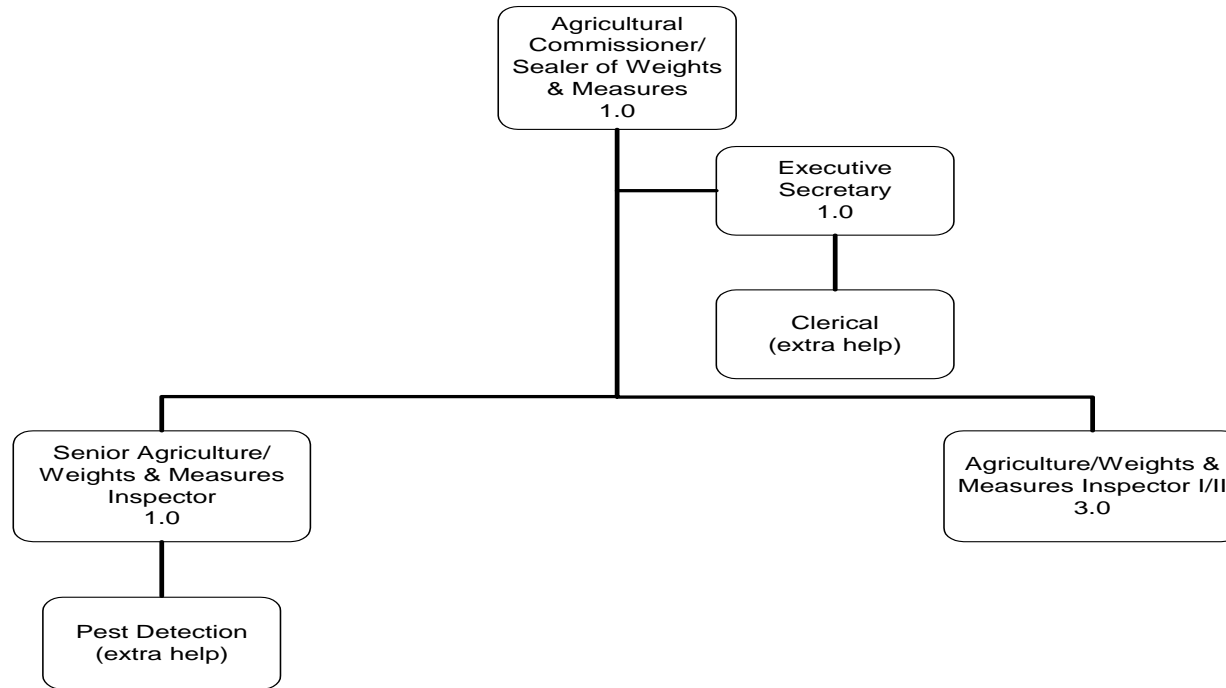 Agricultural
Commissioner/
Sealer of Weights
& Measures
1.0
Executive
Secretary
1.0
Clerical
(extra help)
Senior Agriculture/
Weights & Measures
Inspector
1.0
Agriculture/Weights &
Measures Inspector I/II
3.0
Pest Detection
(extra help)